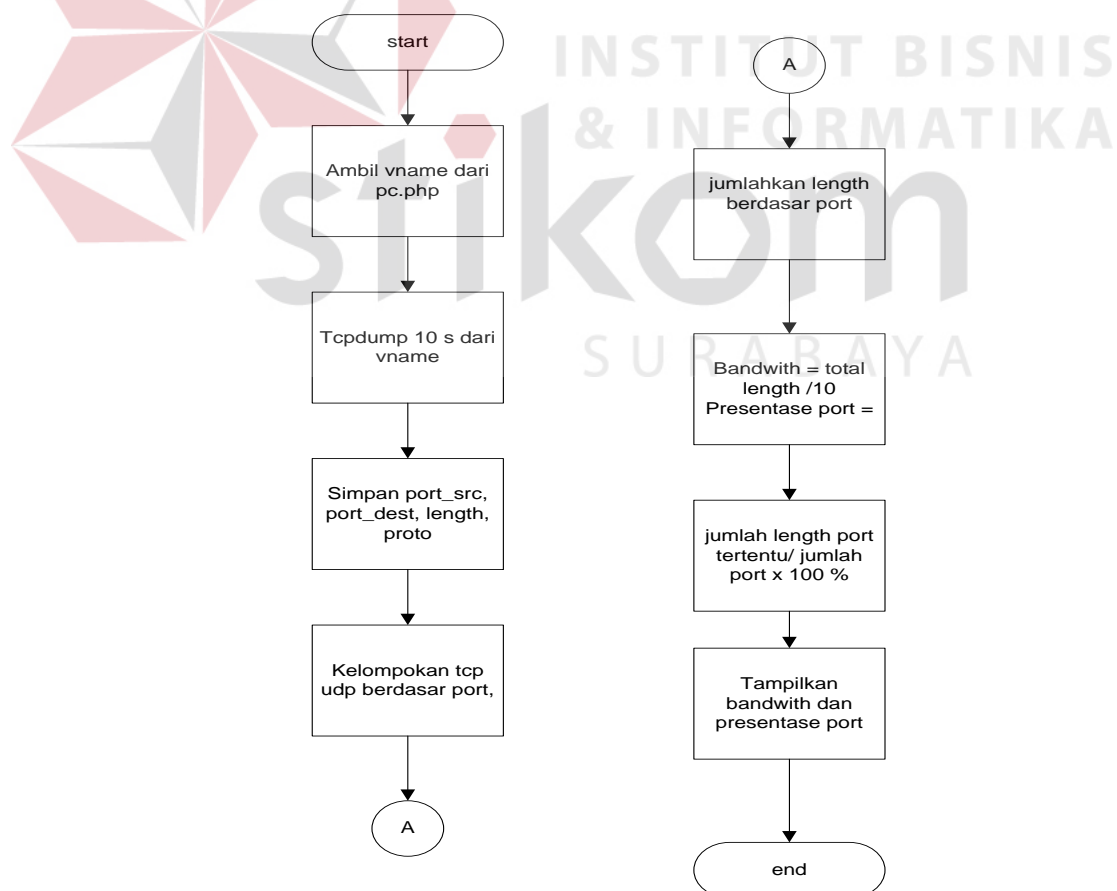 start
Ambil vname dari
pc.php
Tcpdump 10 s dari
vname
Simpan port_src,
port_dest, length,
proto
Kelompokan tcp
udp berdasar port,
A
A
jumlahkan length
berdasar port
Bandwith = total
length /10
Presentase port =
jumlah length port
tertentu/ jumlah
port x 100 %
Tampilkan
bandwith dan
presentase port
end
INSTITUT BISNIS
& INFORMATIKA
stikom
SURABAYA